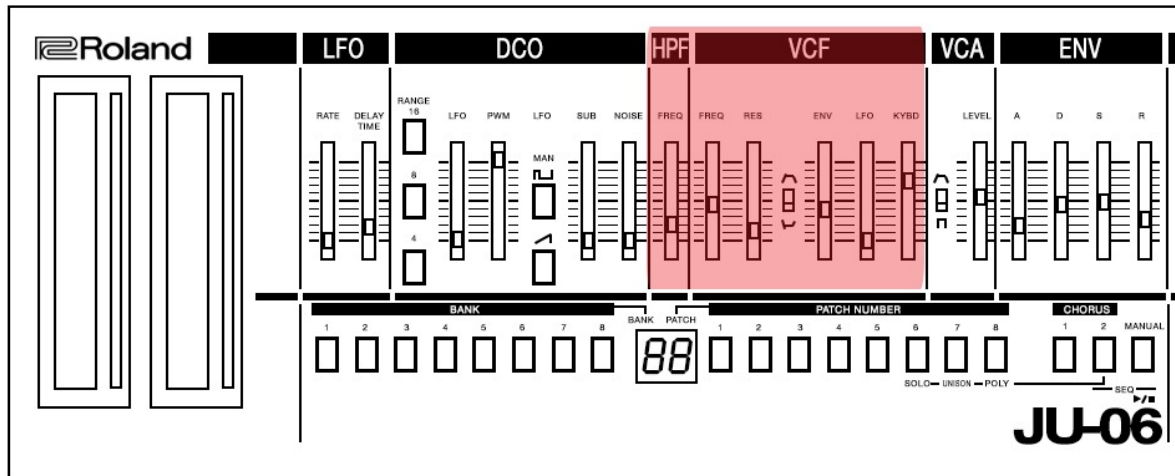 Roland
LFO DCO HPF VCF VCA ENV
RATE DELAY TIME RANGE 16 LFO PWM LFO SUB NOISE FREQ FREQ RES ENV LFO KYBD LEVEL A D S R
8 MAN
4
BANK BANK PATCH PATCH NUMBER CHORUS
1 2 3 4 5 6 7 8 88 1 2 3 4 5 6 7 8 1 2 MANUAL
SOLO UNISON POLY
SEQ
JU-06